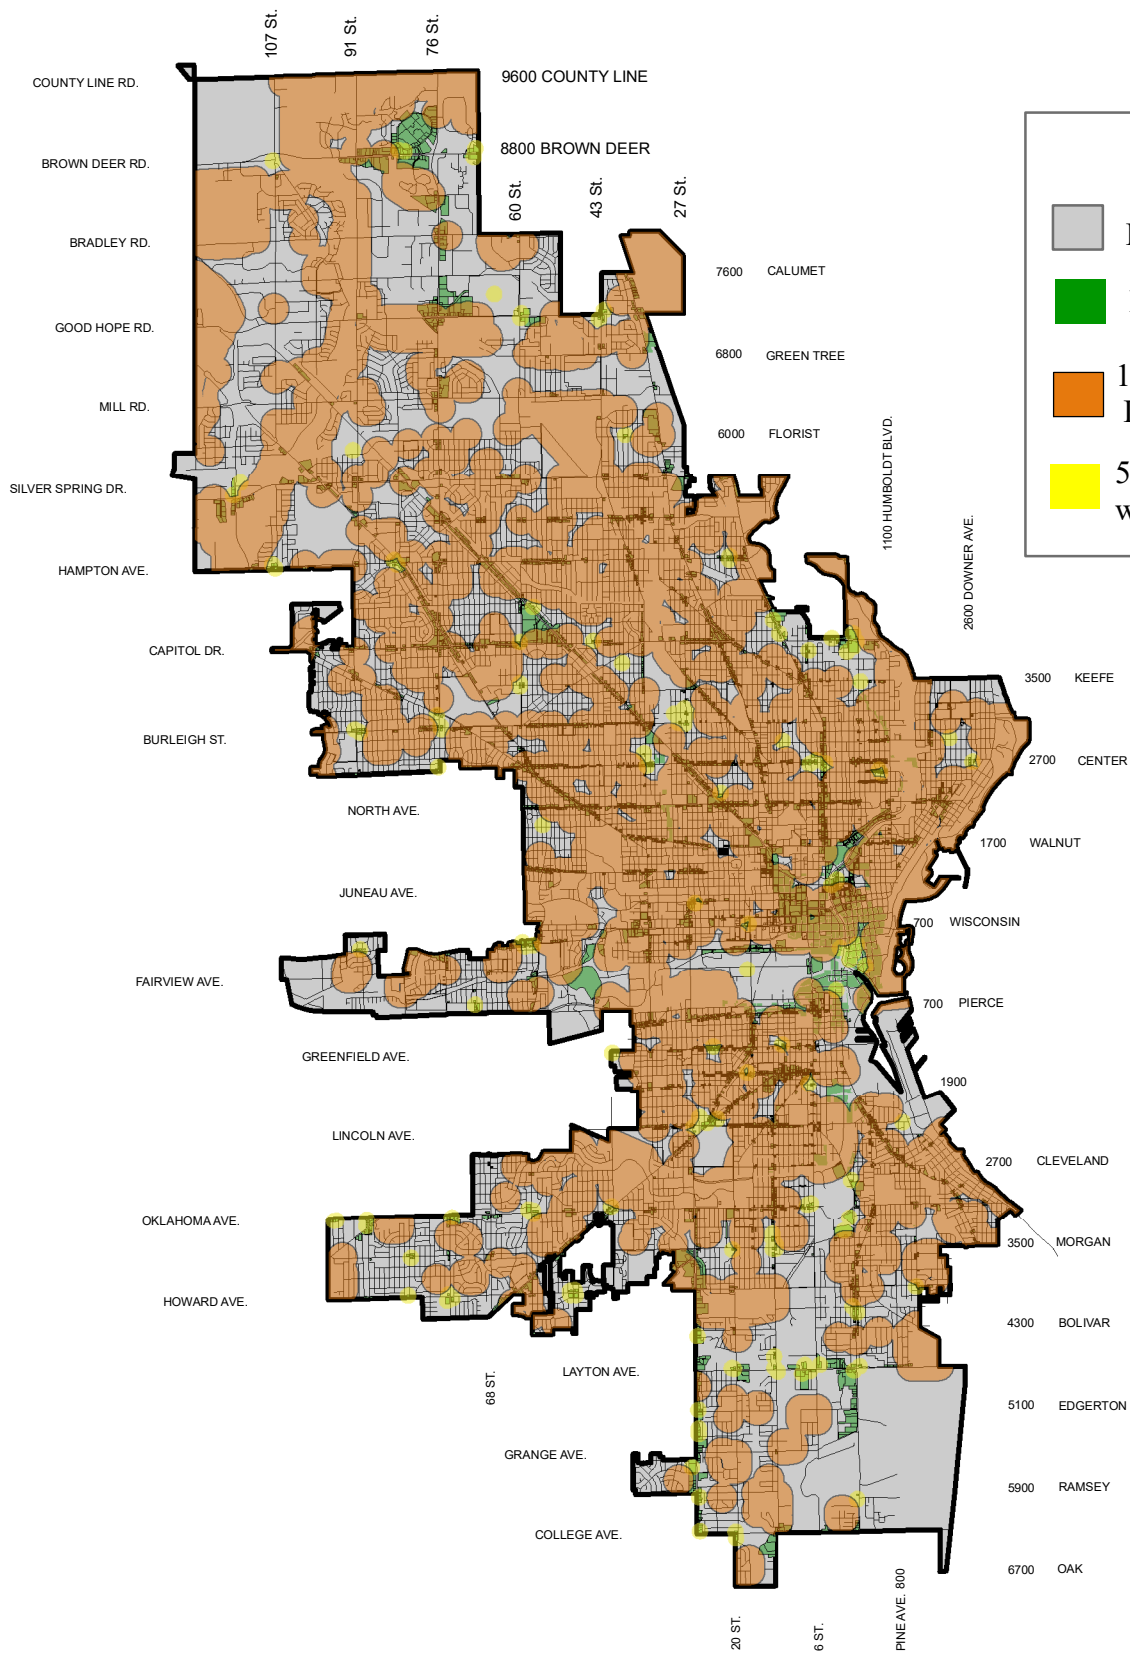 107 St.
91 St.
76 St.
COUNTY LINE RD.
9600 COUNTY LINE
BROWN DEER RD.
8800 BROWN DEER
60 St.
43 St.
27 St.
BRADLEY RD.
7600 CALUMET
GOOD HOPE RD.
6800 GREEN TREE
MILL RD.
6000 FLORIST
1100 HUMBOLDT BLVD.
SILVER SPRING DR.
2600 DOWNER AVE.
HAMPTON AVE.
CAPITOL DR.
3500 KEEFE
BURLEIGH ST.
2700 CENTER
NORTH AVE.
1700 WALNUT
JUNEAU AVE.
700 WISCONSIN
FAIRVIEW AVE.
700 PIERCE
GREENFIELD AVE.
1900
LINCOLN AVE.
2700 CLEVELAND
OKLAHOMA AVE.
3500 MORGAN
HOWARD AVE.
4300 BOLIVAR
LAYTON AVE.
68 ST.
5100 EDGERTON
GRANGE AVE.
5900 RAMSEY
COLLEGE AVE.
6700 OAK
20 ST.
6 ST.
PINE AVE. 800
1
5
w